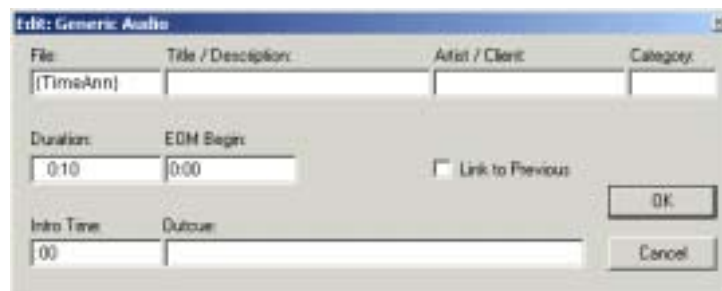 Edit: Generic Audio
File: Title / Description: Artist / Client: Category:
{TimeAnn}
Duration: EOM Begin:
0:10 0:00 Link to Previous
OK
Intro Time: Outcue:
:00 Cancel